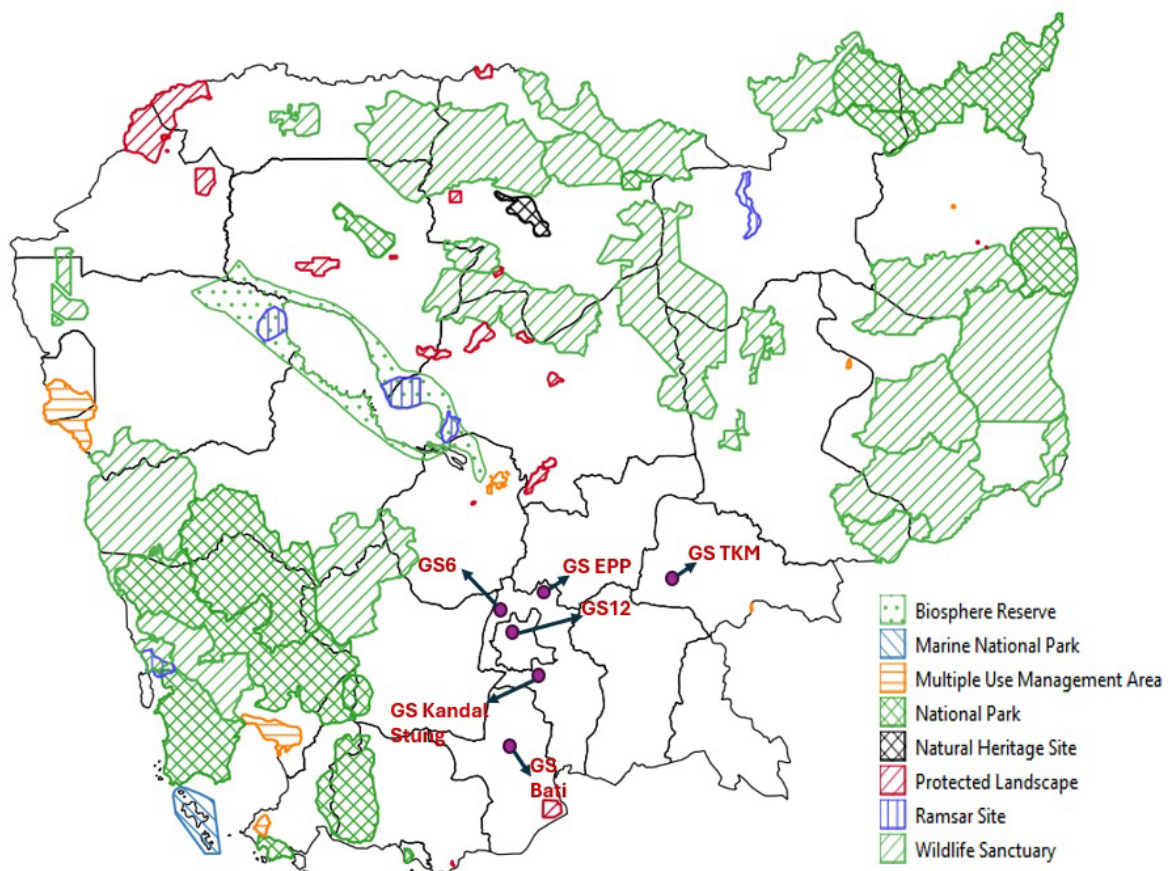 GS6
GS EPP
GS TKM
GS12
GS Kandal
Stung
GS
Bati
Biosphere Reserve
Marine National Park
Multiple Use Management Area
National Park
Natural Heritage Site
Protected Landscape
Ramsar Site
Wildlife Sanctuary